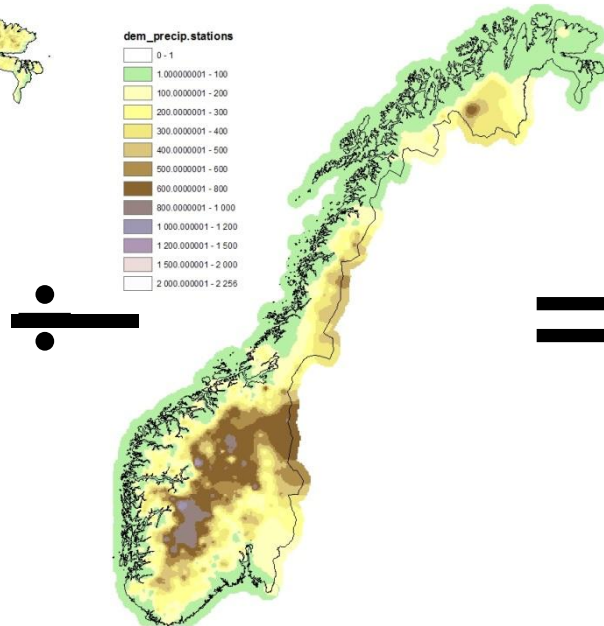 dem_precip.stations
0 - 1
1.000000001 - 100
100.0000001 - 200
200.0000001 - 300
300.0000001 - 400
400.0000001 - 500
500.0000001 - 600
600.0000001 - 800
800.0000001 - 1 000
1 000.000001 - 1 200
1 200.000001 - 1 500
1 500.000001 - 2 000
2 000.000001 - 2 256
÷
=